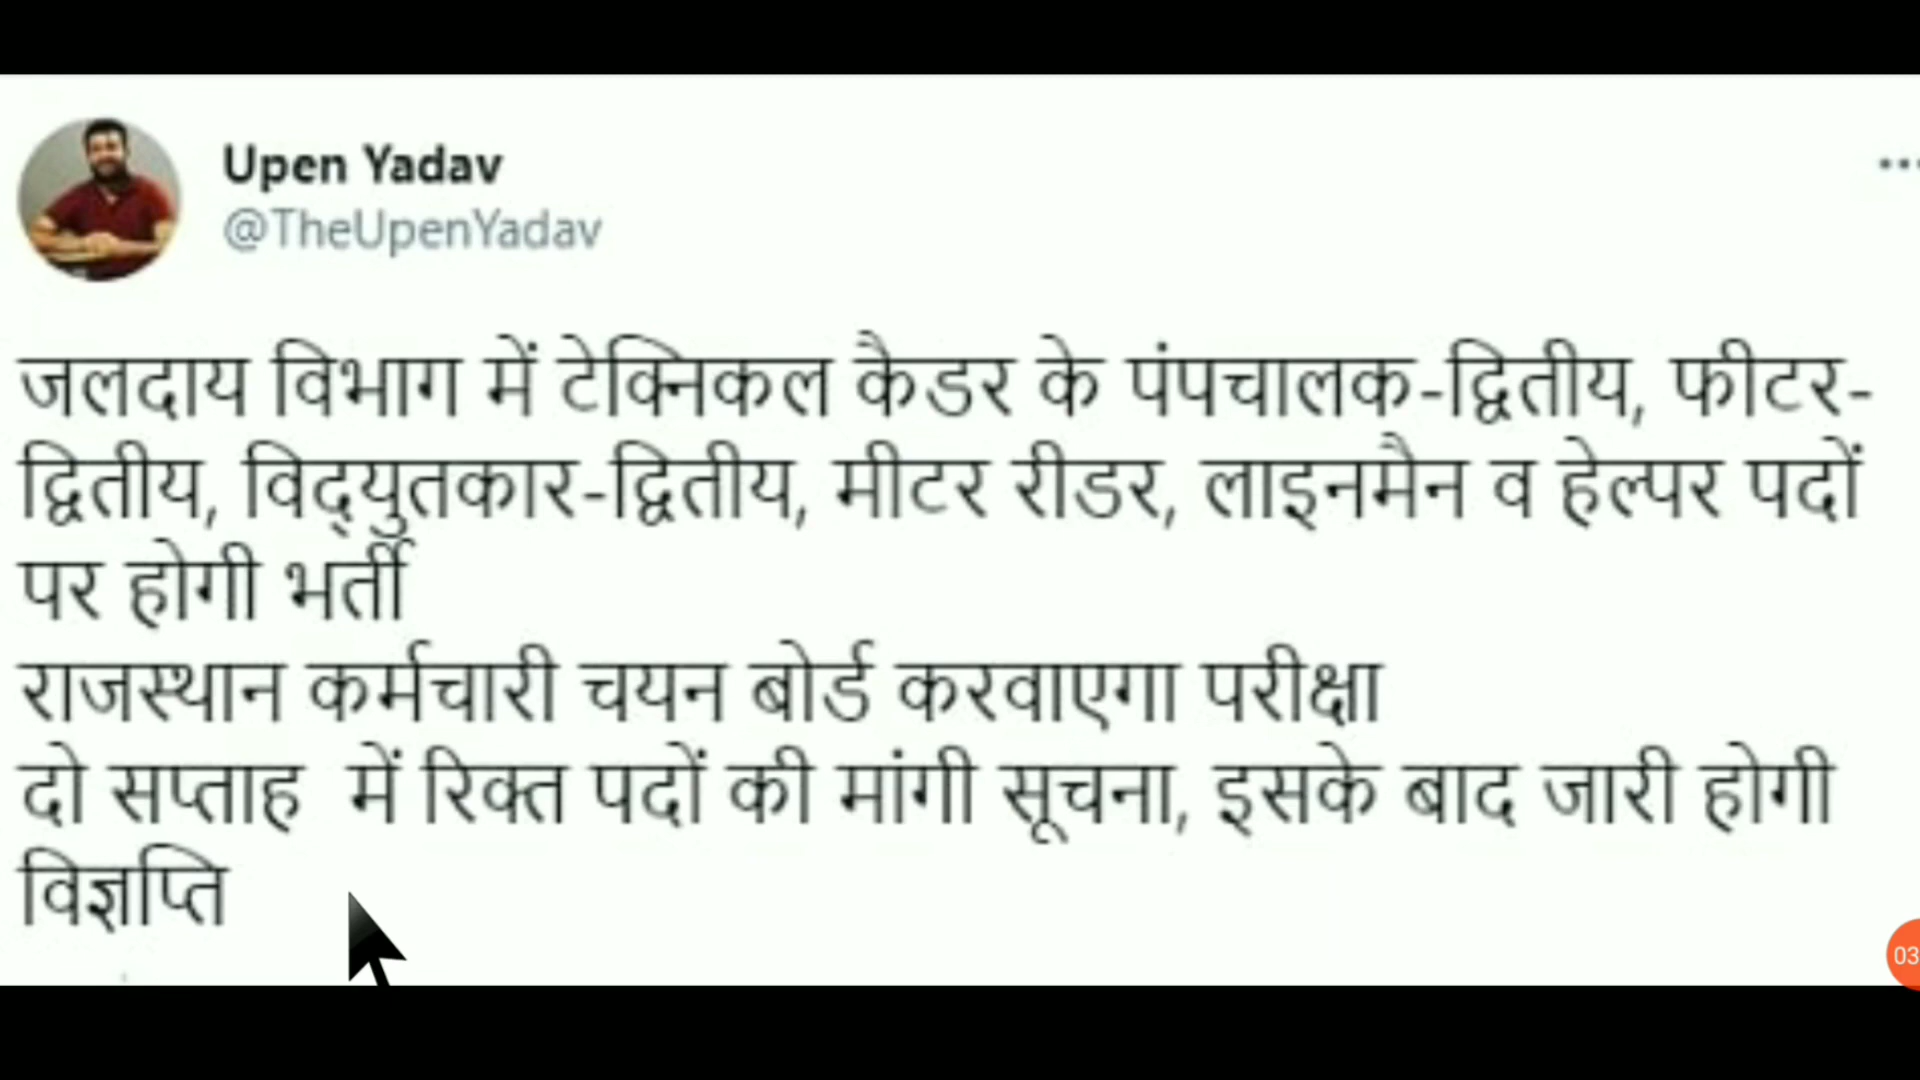 Upen Yadav
@TheUpenYadav
जलदाय विभाग में टेक्निकल कैडर के पंपचालक-द्वितीय, फीटर-
द्वितीय, विद्युतकार-द्वितीय, मीटर रीडर, लाइनमैन व हेल्पर पदों
पर होगी भर्ती
राजस्थान कर्मचारी चयन बोर्ड करवाएगा परीक्षा
दो सप्ताह में रिक्त पदों की मांगी सूचना, इसके बाद जारी होगी
विज्ञप्ति
03